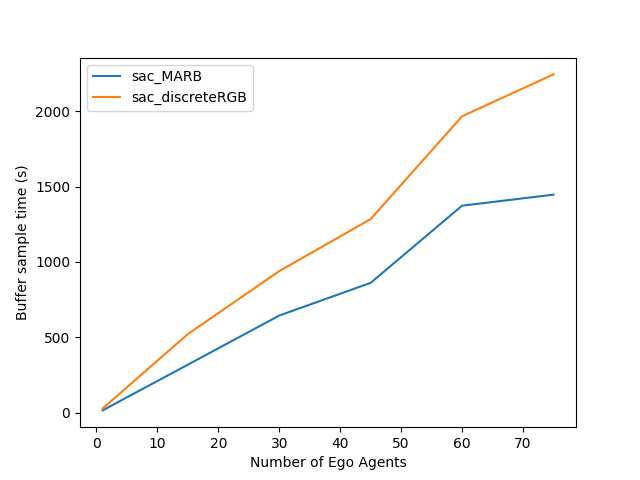 sac_MARB
sac_discreteRGB
2000
1500
1000
500
0
Buffer sample time (s)
0 10 20 30 40 50 60 70
Number of Ego Agents